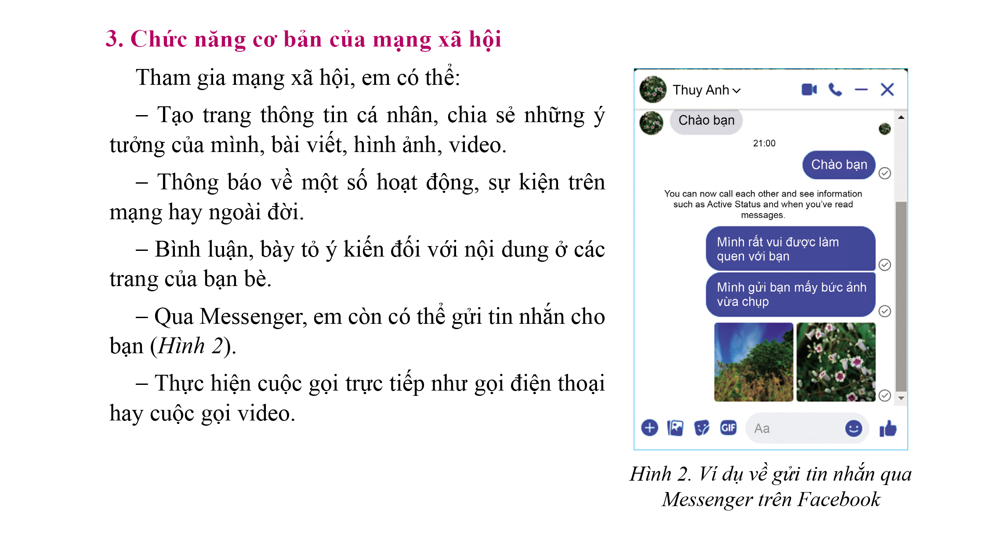 3. Chức năng cơ bản của mạng xã hội
Tham gia mạng xã hội, em có thể:
– Tạo trang thông tin cá nhân, chia sẻ những ý
tưởng của mình, bài viết, hình ảnh, video.
– Thông báo về một số hoạt động, sự kiện trên
mạng hay ngoài đời.
– Bình luận, bày tỏ ý kiến đối với nội dung ở các
trang của bạn bè.
– Qua Messenger, em còn có thể gửi tin nhắn cho
bạn (Hình 2).
– Thực hiện cuộc gọi trực tiếp như gọi điện thoại
hay cuộc gọi video.
Thuy Anh
Chào bạn
21:00
Chào bạn
You can now call each other and see information
such as Active Status and when you’ve read
messages.
Mình rất vui được làm
quen với bạn
Mình gửi bạn mấy bức ảnh
vừa chụp
GIF
Aa
Hình 2. Ví dụ về gửi tin nhắn qua
Messenger trên Facebook